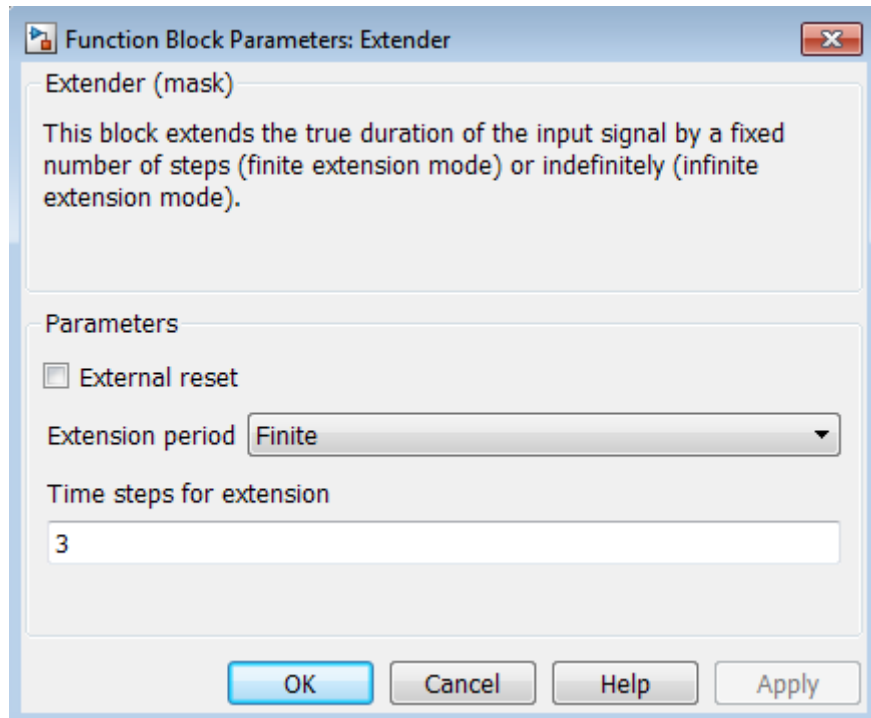 Function Block Parameters: Extender
Extender (mask)
This block extends the true duration of the input signal by a fixed
number of steps (finite extension mode) or indefinitely (infinite
extension mode).
Parameters
External reset
Extension period Finite
Time steps for extension
3
OK Cancel Help Apply